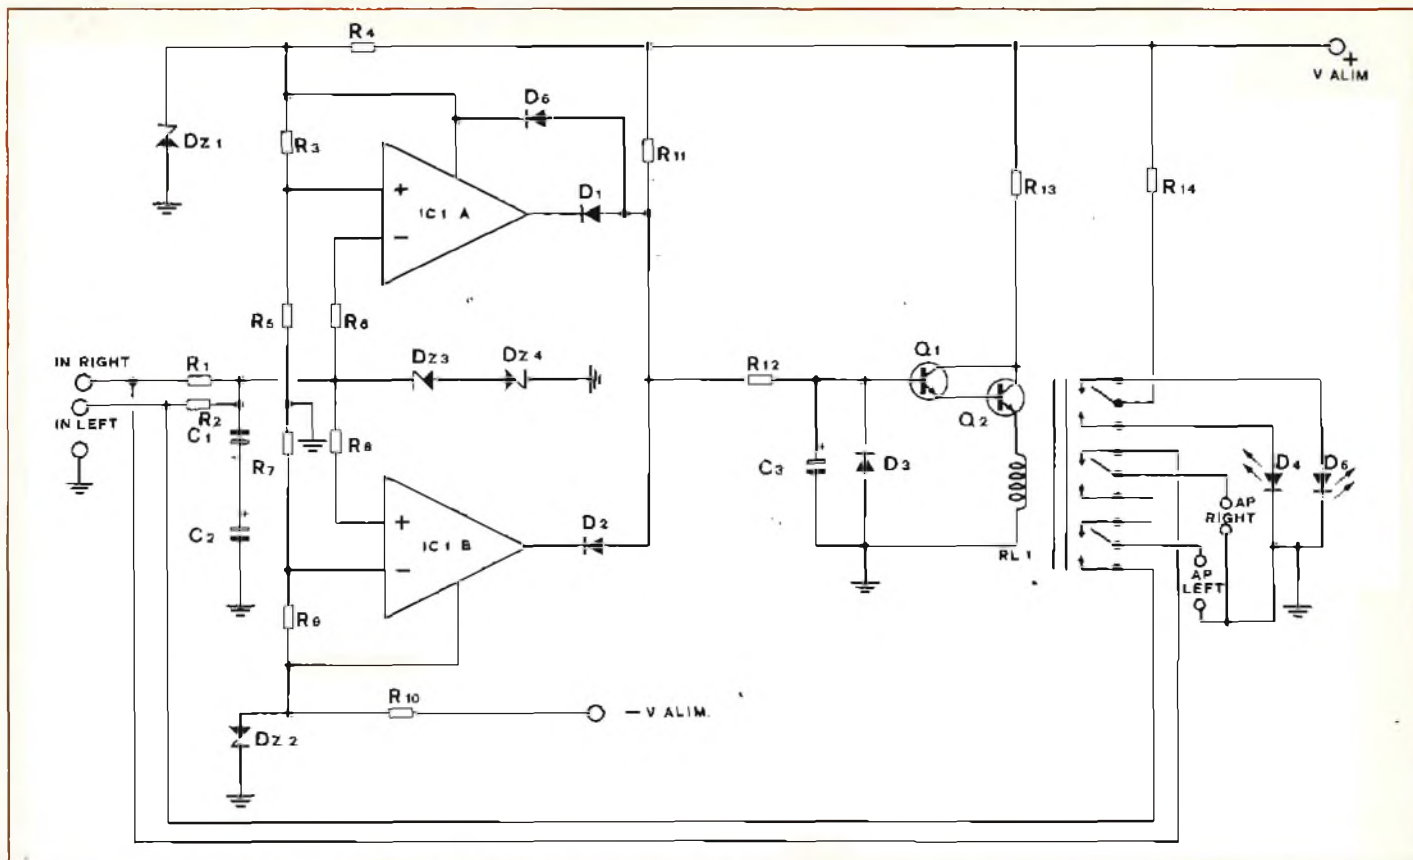 R4
+
V ALIM
D6
DZ1
R3
R11
R13
R14
+
IC1 A
D1
−
R5
R6
IN RIGHT
R1
DZ3
DZ4
R12
Q1
IN LEFT
R2
C1
R7
R8
Q2
+
C3
D3
D4
D5
AP
RIGHT
+
C2
+
IC1 B
−
D2
RL1
AP
LEFT
R9
R10
− V ALIM.
DZ2